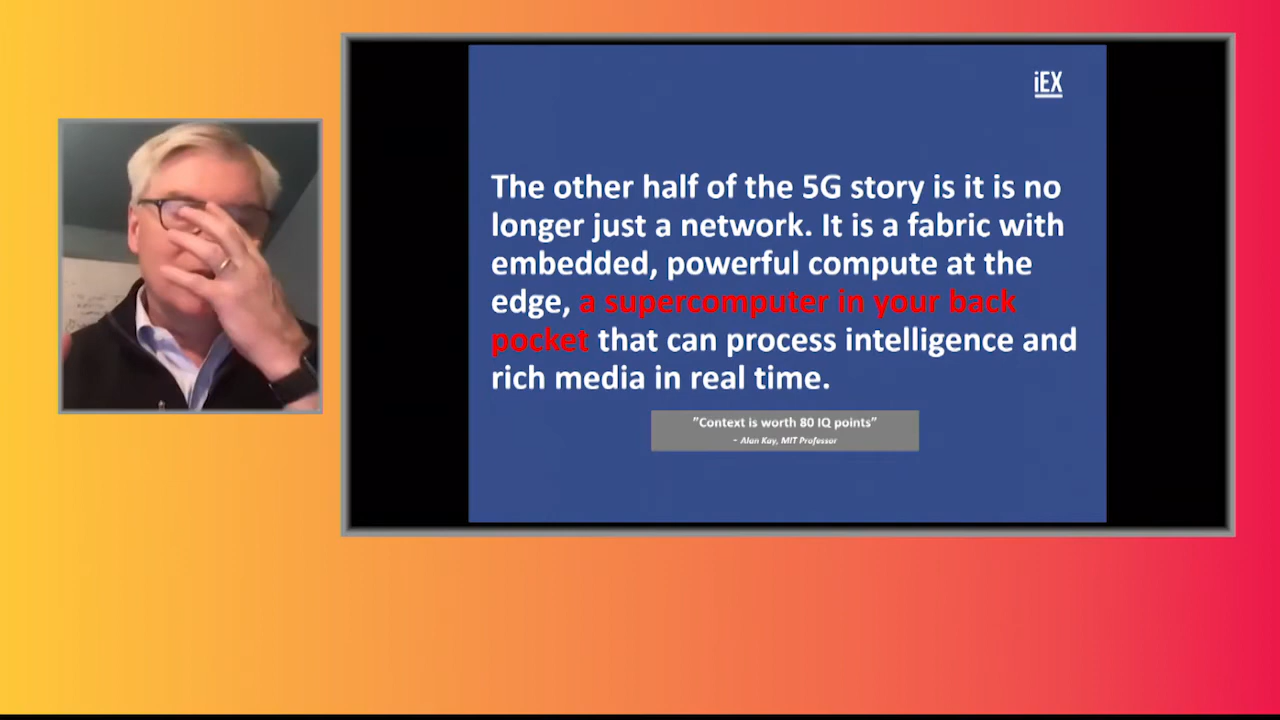 iEX
The other half of the 5G story is it is no
longer just a network. It is a fabric with
embedded, powerful compute at the
edge, a supercomputer in your back
pocket that can process intelligence and
rich media in real time.
"Context is worth 80 IQ points"
~ Alan Kay, MIT Professor